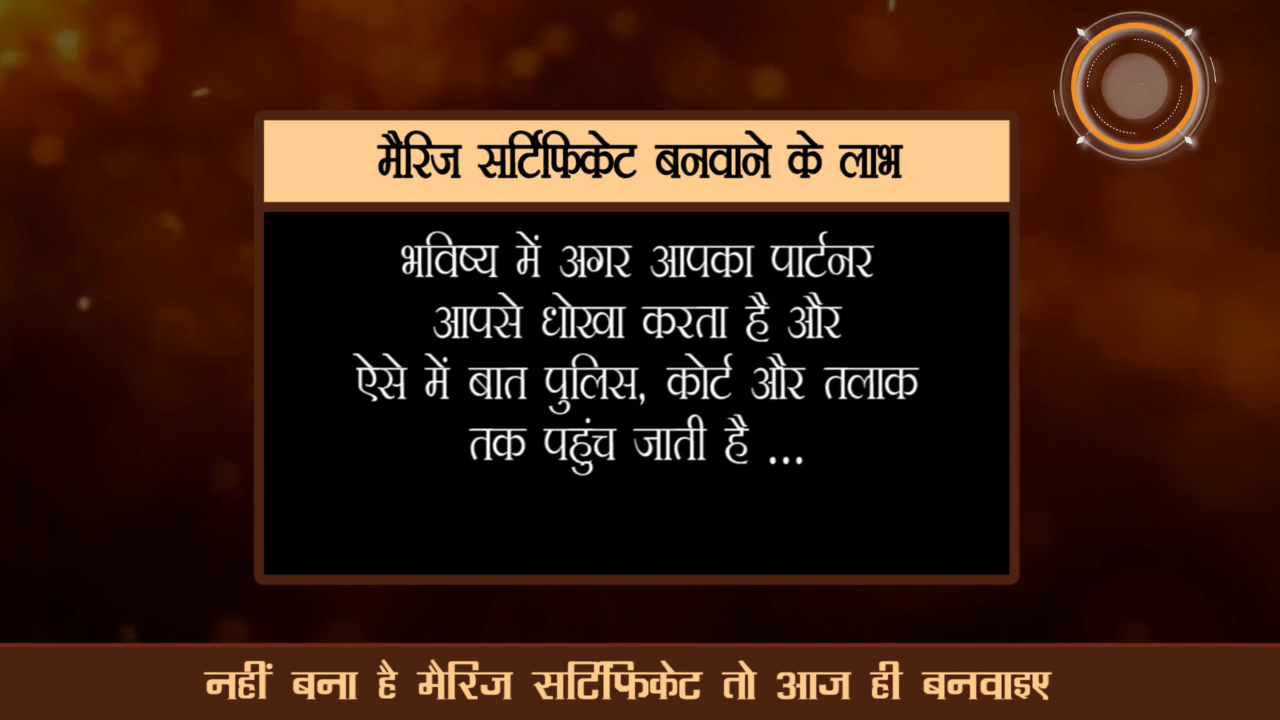 मैरिज सर्टिफिकेट बनवाने के लाभ
भविष्य में अगर आपका पार्टनर
आपसे धोखा करता है और
ऐसे में बात पुलिस, कोर्ट और तलाक
तक पहुंच जाती है ...
नहीं बना है मैरिज सर्टिफिकेट तो आज ही बनवाइए